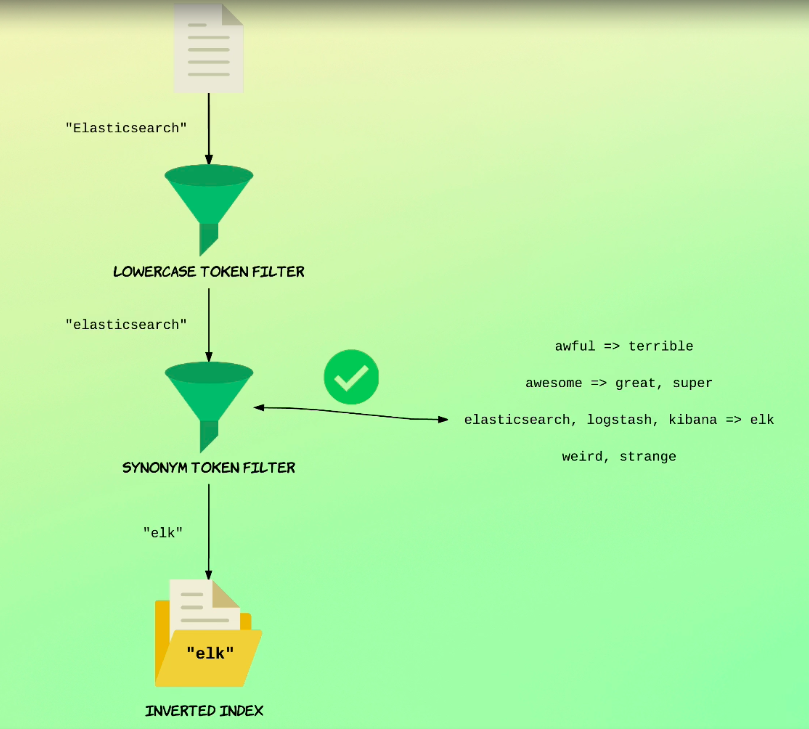 "Elasticsearch"
LOWERCASE TOKEN FILTER
"elasticsearch"
awful => terrible
awesome => great, super
elasticsearch, logstash, kibana => elk
weird, strange
SYNONYM TOKEN FILTER
"elk"
"elk"
INVERTED INDEX